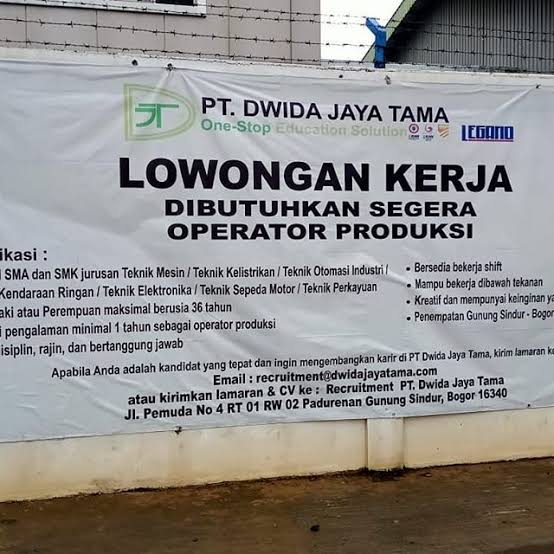 PT. DWIDA JAYA TAMA
One-Stop Education Solution
LEGANO
LOWONGAN KERJA
DIBUTUHKAN SEGERA
OPERATOR PRODUKSI
ikasi :
SMA dan SMK jurusan Teknik Mesin / Teknik Kelistrikan / Teknik Otomasi Industri /
Kendaraan Ringan / Teknik Elektronika / Teknik Sepeda Motor / Teknik Perkayuan
aki atau Perempuan maksimal berusia 36 tahun
i pengalaman minimal 1 tahun sebagai operator produksi
isiplin, rajin, dan bertanggung jawab
• Bersedia bekerja shift
• Mampu bekerja dibawah tekanan
• Kreatif dan mempunyai keinginan
• Penempatan Gunung Sindur - Bogor
Apabila Anda adalah kandidat yang tepat dan ingin mengembangkan karir di PT Dwida Jaya Tama, kirim lamaran
Email : recruitment@dwidajayatama.com
atau kirimkan lamaran & CV ke : Recruitment PT. Dwida Jaya Tama
Jl. Pemuda No 4 RT 01 RW 02 Padurenan Gunung Sindur, Bogor 16340